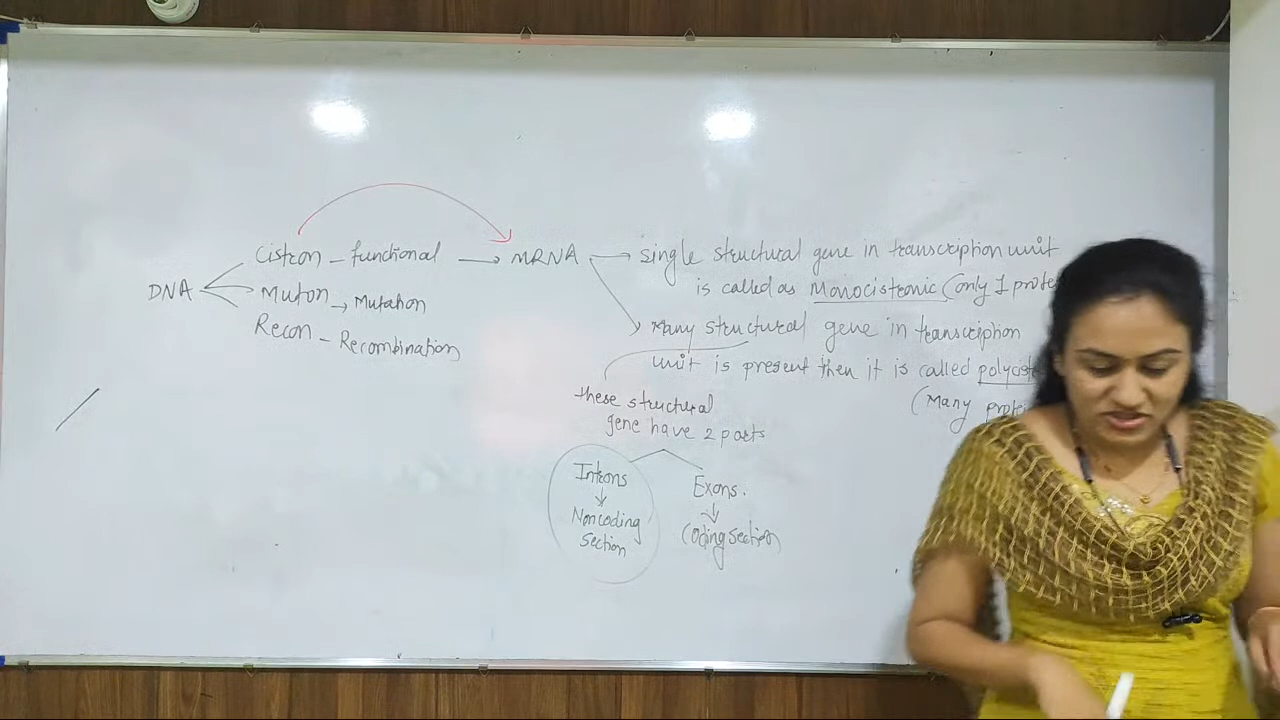 Cistron - functional → mRNA → single structural gene in transcription unit
is called as Monocistronic (only 1 prote
DNA
Muton → Mutation
Recon - Recombination
Many structural gene in transcription
unit is present then it is called polycist
(Many protei
these structural
gene have 2 parts
Introns
↓
Noncoding
section
Exons.
↓
Coding section